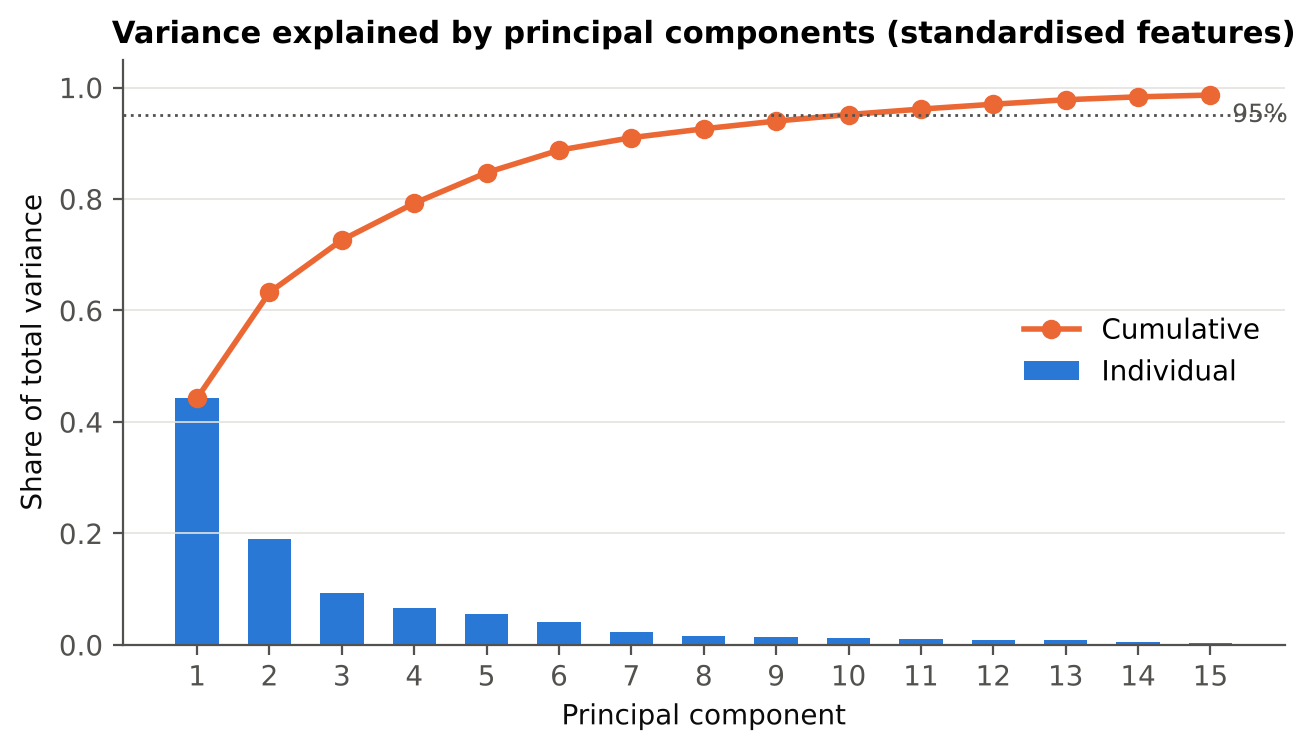 Variance explained by principal components (standardised features)
Share of total variance
1.0
0.8
0.6
0.4
0.2
0.0
95%
Cumulative
Individual
1 2 3 4 5 6 7 8 9 10 11 12 13 14 15
Principal component